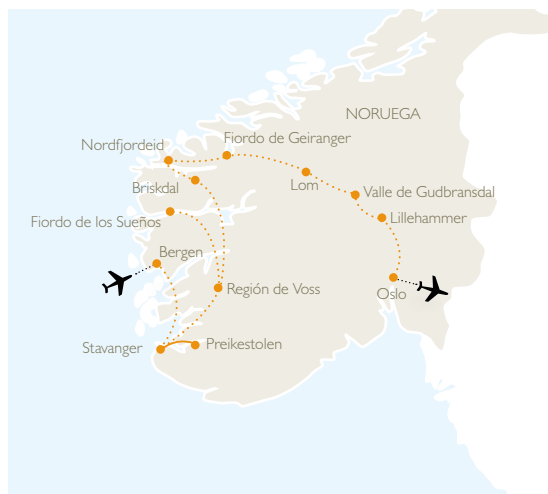 NORUEGA
Fiordo de Geiranger
Nordfjordeid
Briskdal
Lom
Valle de Gudbransdal
Lillehammer
Fiordo de los Sueños
Bergen
Región de Voss
Oslo
Stavanger
Preikestolen